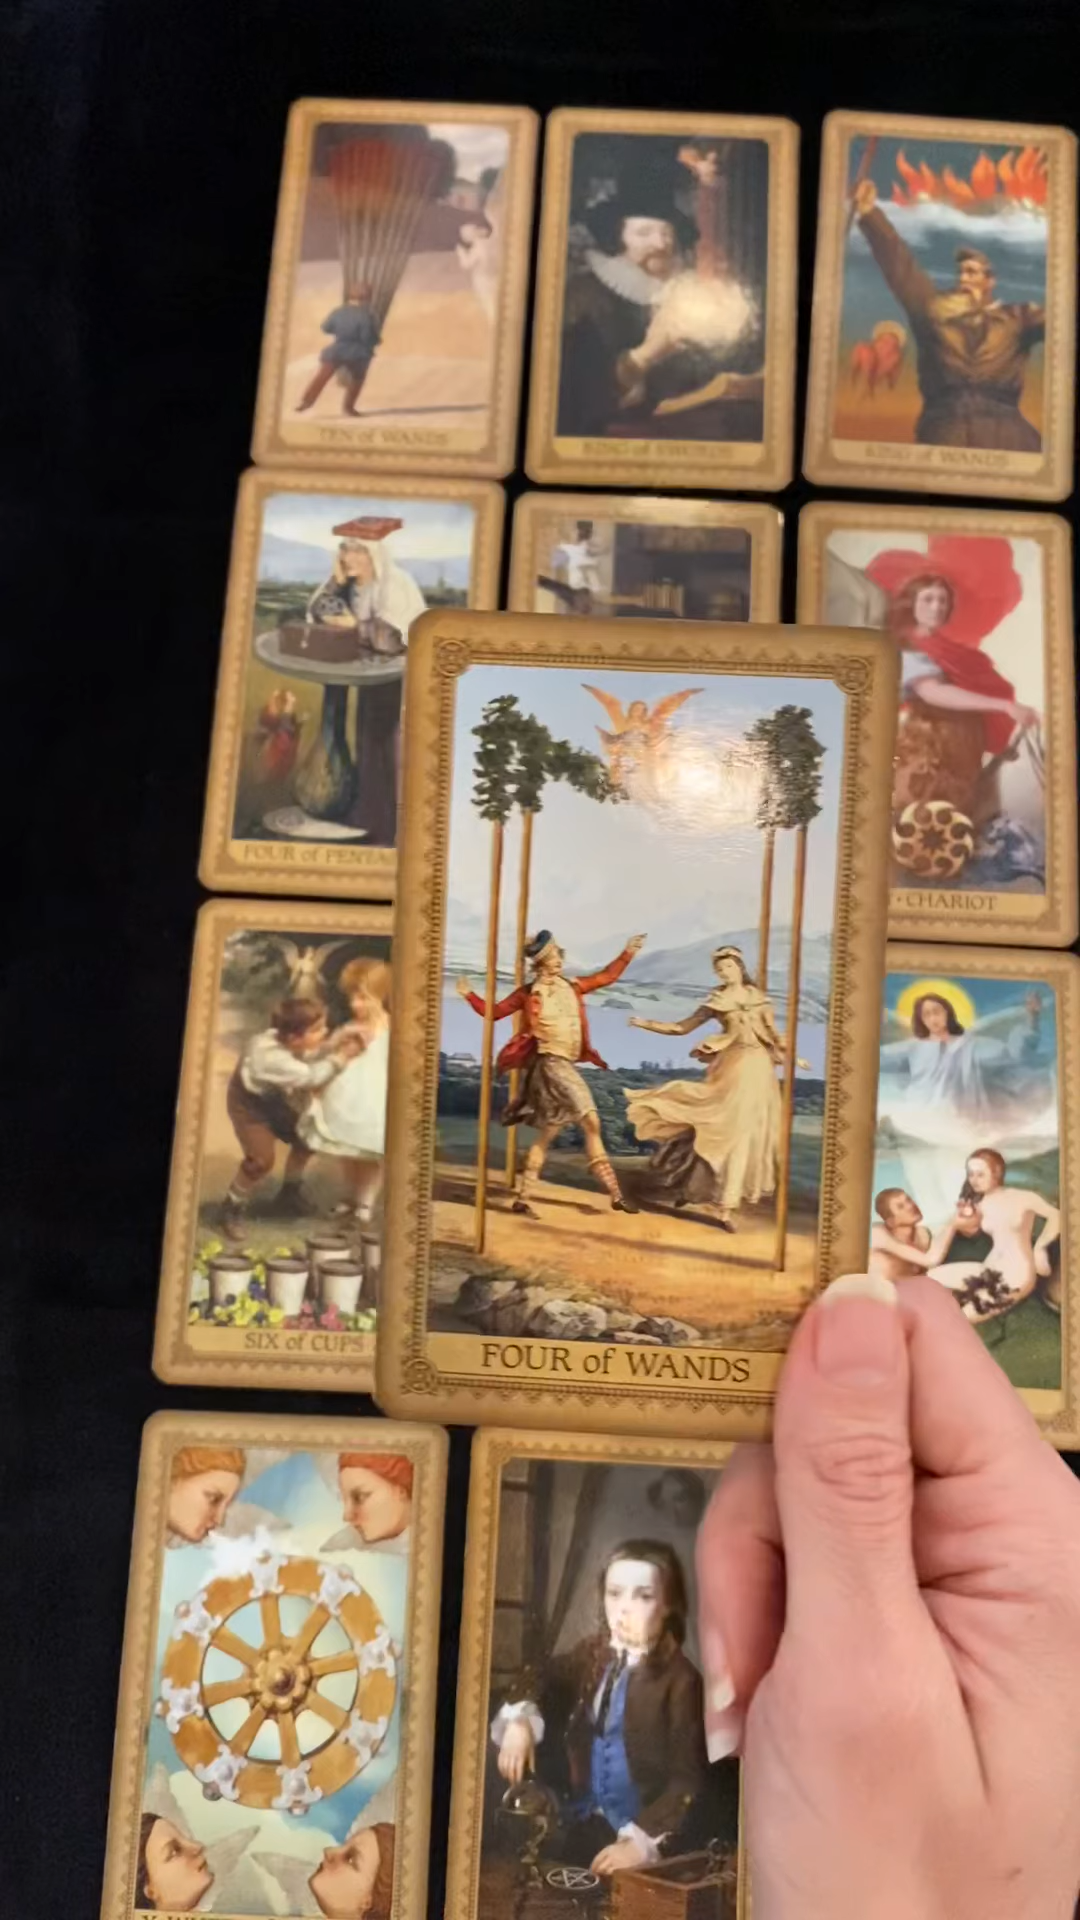 TEN of WANDS
KING of SWORDS
KING of WANDS
FOUR of PENTA
• CHARIOT
SIX of CUPS
FOUR of WANDS